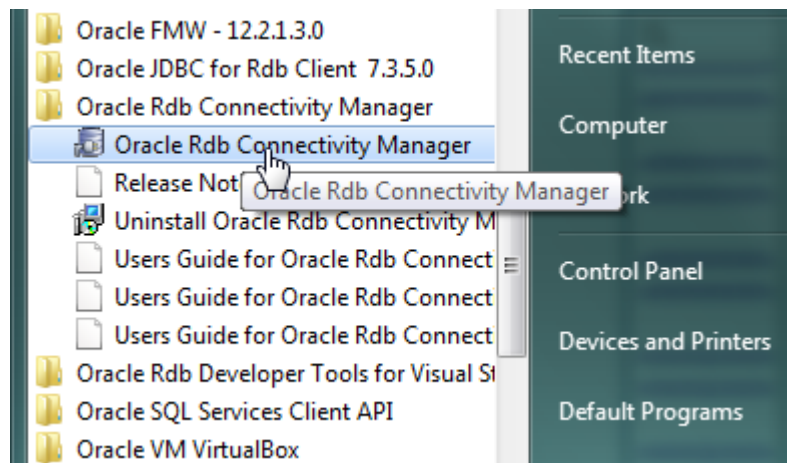 Oracle FMW - 12.2.1.3.0
Oracle JDBC for Rdb Client 7.3.5.0
Oracle Rdb Connectivity Manager
Oracle Rdb Connectivity Manager
Release Not
Oracle Rdb Connectivity Manager
Uninstall Oracle Rdb Connectivity M
Users Guide for Oracle Rdb Connect
Users Guide for Oracle Rdb Connect
Users Guide for Oracle Rdb Connect
Oracle Rdb Developer Tools for Visual St
Oracle SQL Services Client API
Oracle VM VirtualBox
Recent Items
Computer
rk
Control Panel
Devices and Printers
Default Programs